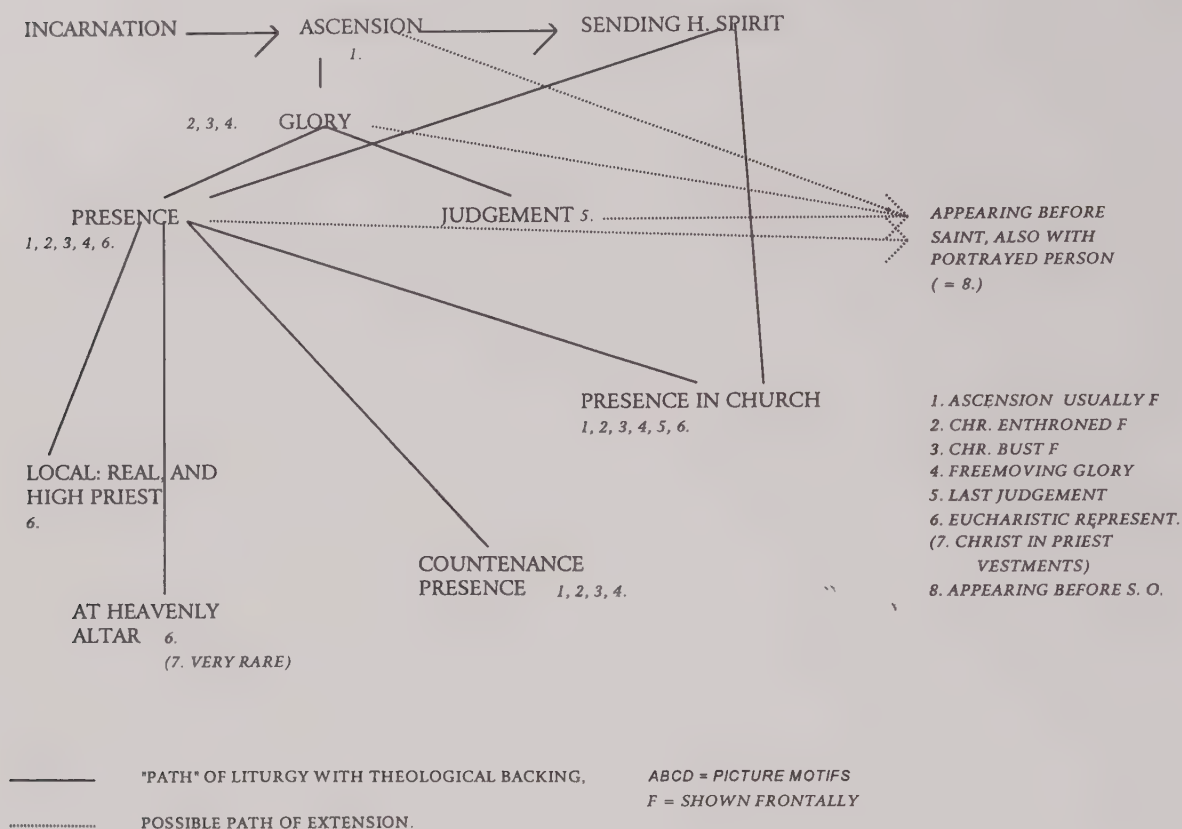 INCARNATION
ASCENSION
1.
SENDING H. SPIRIT
2, 3, 4. GLORY
PRESENCE
1, 2, 3, 4, 6.
JUDGEMENT 5.
APPEARING BEFORE
SAINT, ALSO WITH
PORTRAYED PERSON
( = 8.)
PRESENCE IN CHURCH
1, 2, 3, 4, 5, 6.
LOCAL: REAL, AND
HIGH PRIEST
6.
COUNTENANCE
PRESENCE 1, 2, 3, 4.
AT HEAVENLY
ALTAR 6.
(7. VERY RARE)
1. ASCENSION USUALLY F
2. CHR. ENTHRONED F
3. CHR. BUST F
4. FREEMOVING GLORY
5. LAST JUDGEMENT
6. EUCHARISTIC REPRESENT.
(7. CHRIST IN PRIEST
VESTMENTS)
8. APPEARING BEFORE S. O.
"PATH" OF LITURGY WITH THEOLOGICAL BACKING,
POSSIBLE PATH OF EXTENSION.
ABCD = PICTURE MOTIFS
F = SHOWN FRONTALLY